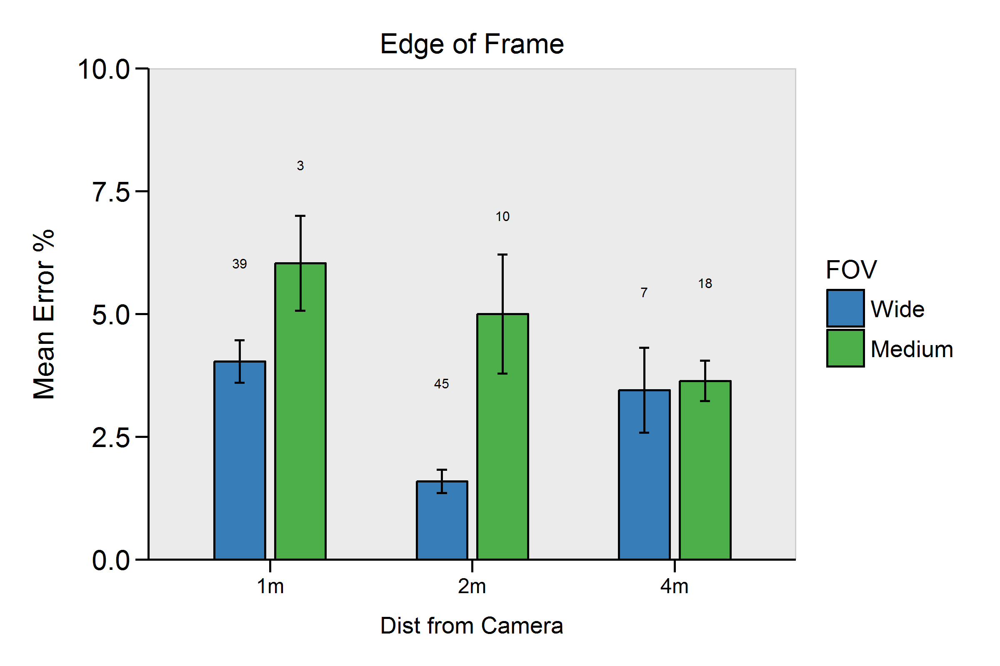 Edge of Frame
10.0
7.5
5.0
2.5
0.0
Mean Error %
3
10
39
18
7
45
1m
2m
4m
Dist from Camera
FOV
Wide
Medium